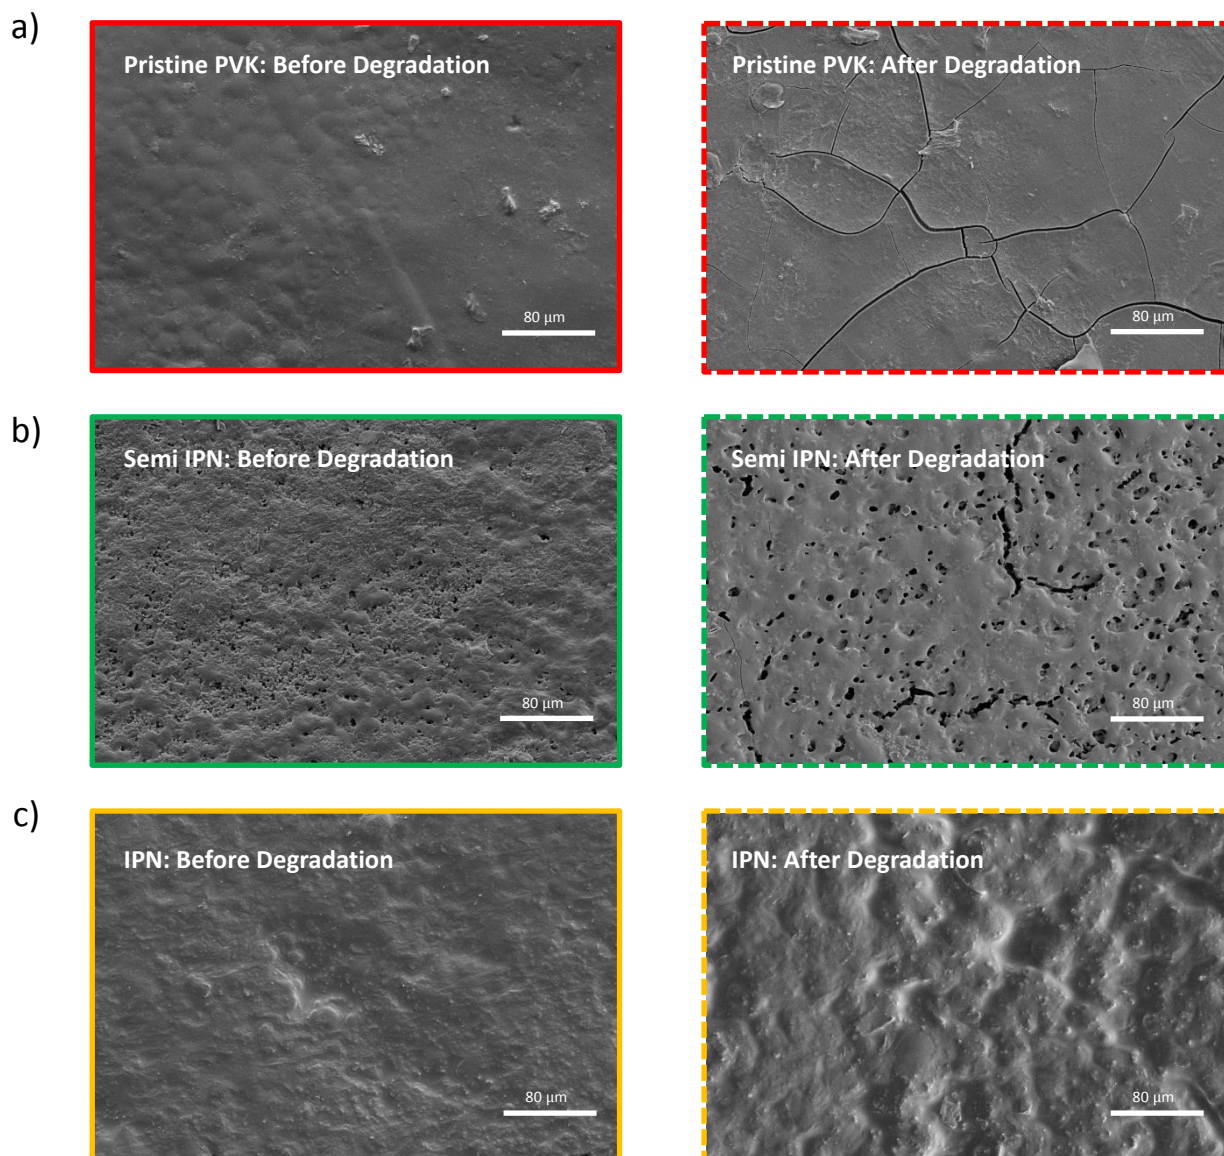 a)
Pristine PVK: Before Degradation
80 µm
Pristine PVK: After Degradation
80 µm
b)
Semi IPN: Before Degradation
80 µm
Semi IPN: After Degradation
80 µm
c)
IPN: Before Degradation
80 µm
IPN: After Degradation
80 µm